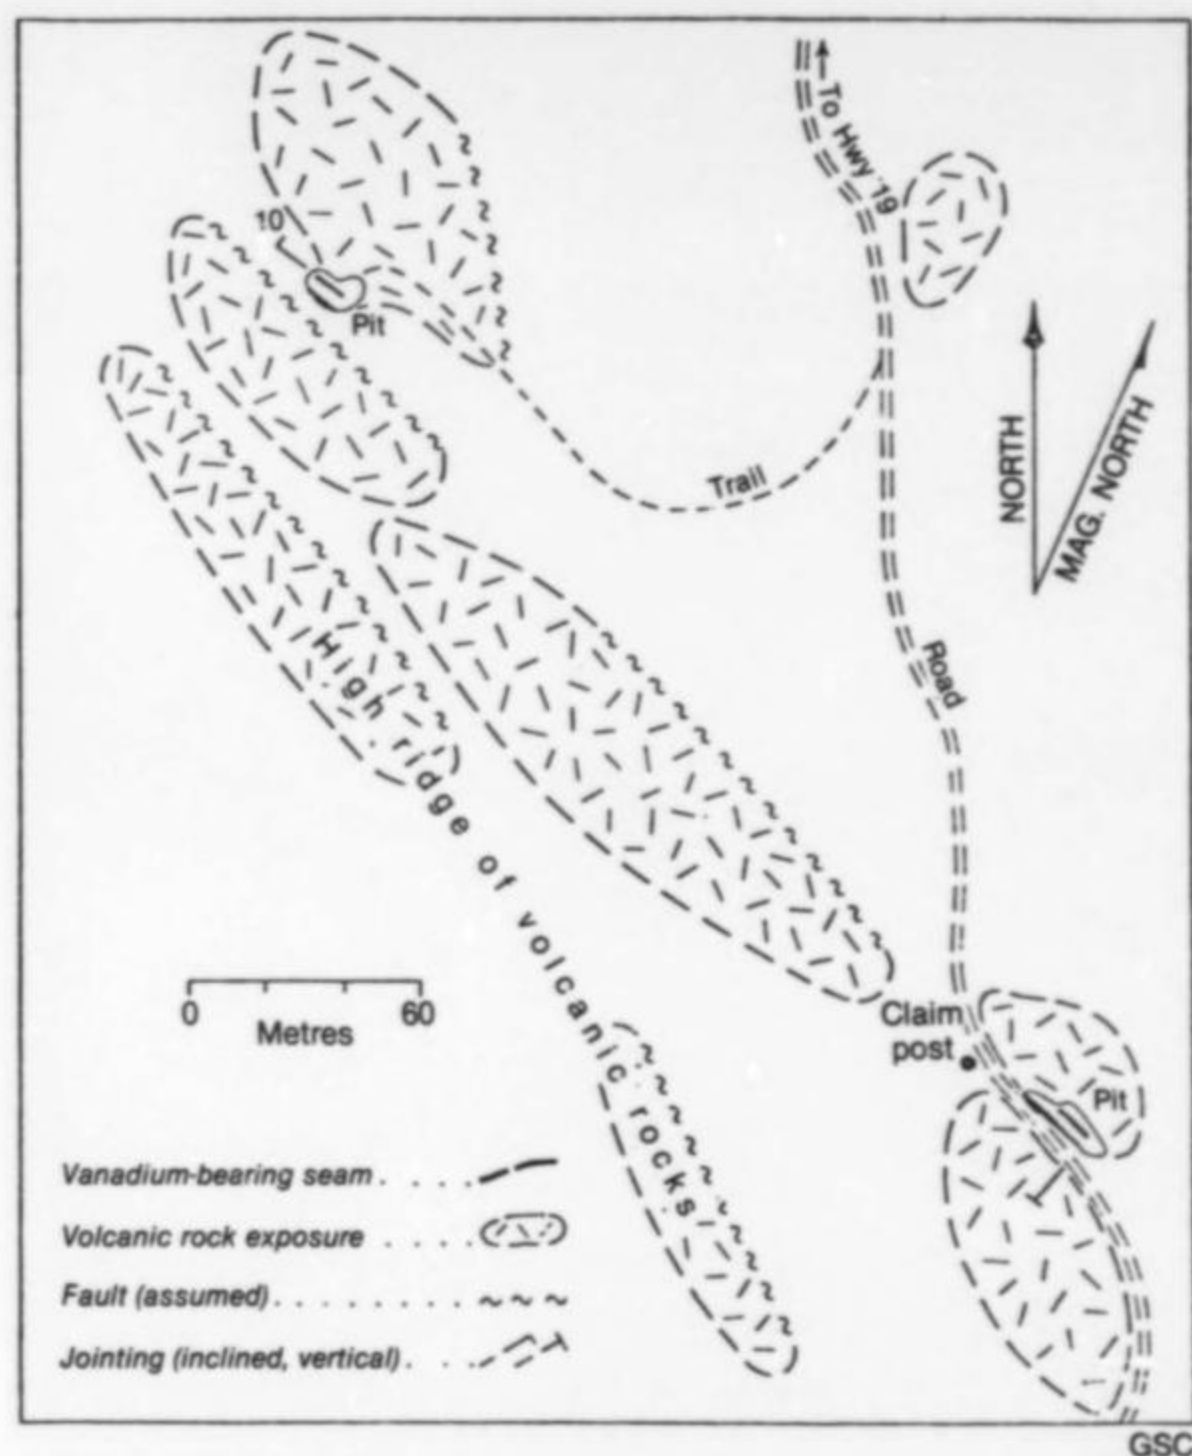 To Hwy 19
10
Pit
Trail
NORTH
MAG. NORTH
Road
High ridge of volcanic rocks
0 60
Metres
Claim
post
Pit
Vanadium-bearing seam . . . .
Volcanic rock exposure . . . .
Fault (assumed) . . . . . . . . .
Jointing (inclined, vertical) . . .
GSC